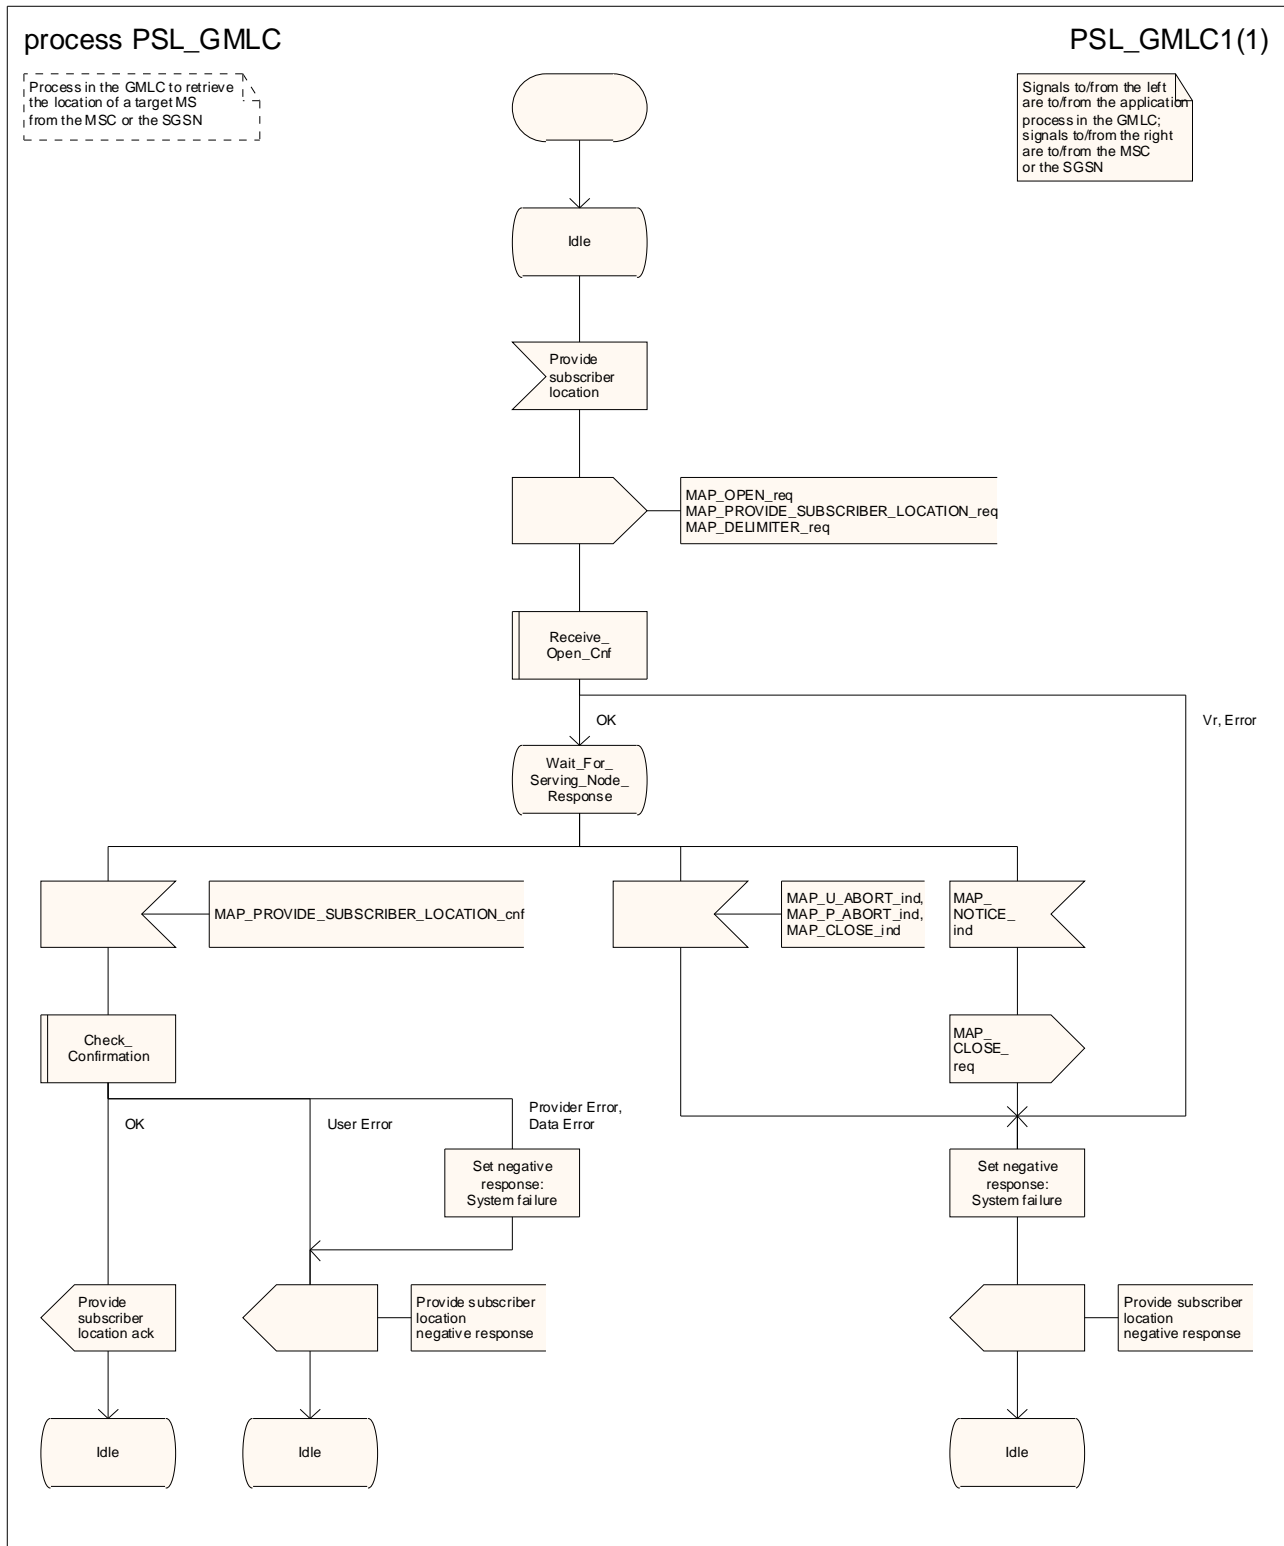 process PSL_GMLC
PSL_GMLC1(1)
Process in the GMLC to retrieve
the location of a target MS
from the MSC or the SGSN
Signals to/from the left
are to/from the application
process in the GMLC;
signals to/from the right
are to/from the MSC
or the SGSN
Idle
Provide
subscriber
location
MAP_OPEN_req
MAP_PROVIDE_SUBSCRIBER_LOCATION_req
MAP_DELIMITER_req
Receive_
Open_Cnf
OK
Vr, Error
Wait_For_
Serving_Node_
Response
MAP_PROVIDE_SUBSCRIBER_LOCATION_cnf
MAP_U_ABORT_ind,
MAP_P_ABORT_ind,
MAP_CLOSE_ind
MAP_
NOTICE_
ind
Check_
Confirmation
MAP_
CLOSE_
req
OK
User Error
Provider Error,
Data Error
Set negative
response:
System failure
Set negative
response:
System failure
Provide
subscriber
location ack
Provide subscriber
location
negative response
Provide subscriber
location
negative response
Idle
Idle
Idle